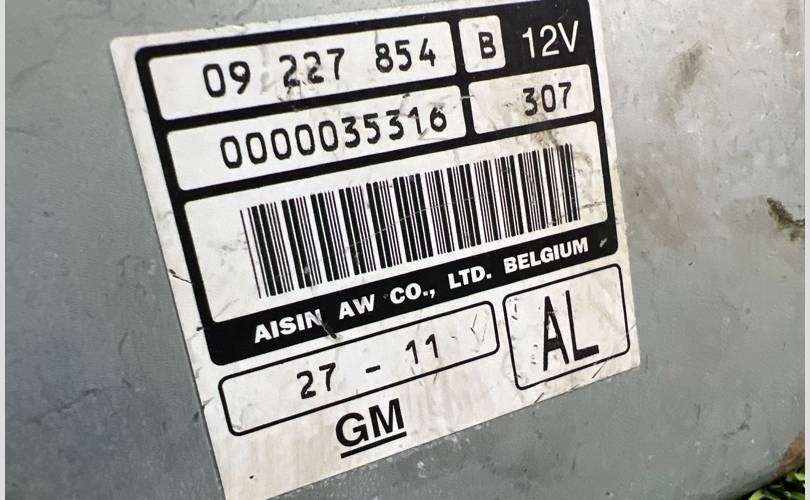 09 227 854 B 12V
0000035316 307
AISIN AW CO., LTD. BELGIUM
27 - 11 AL
GM